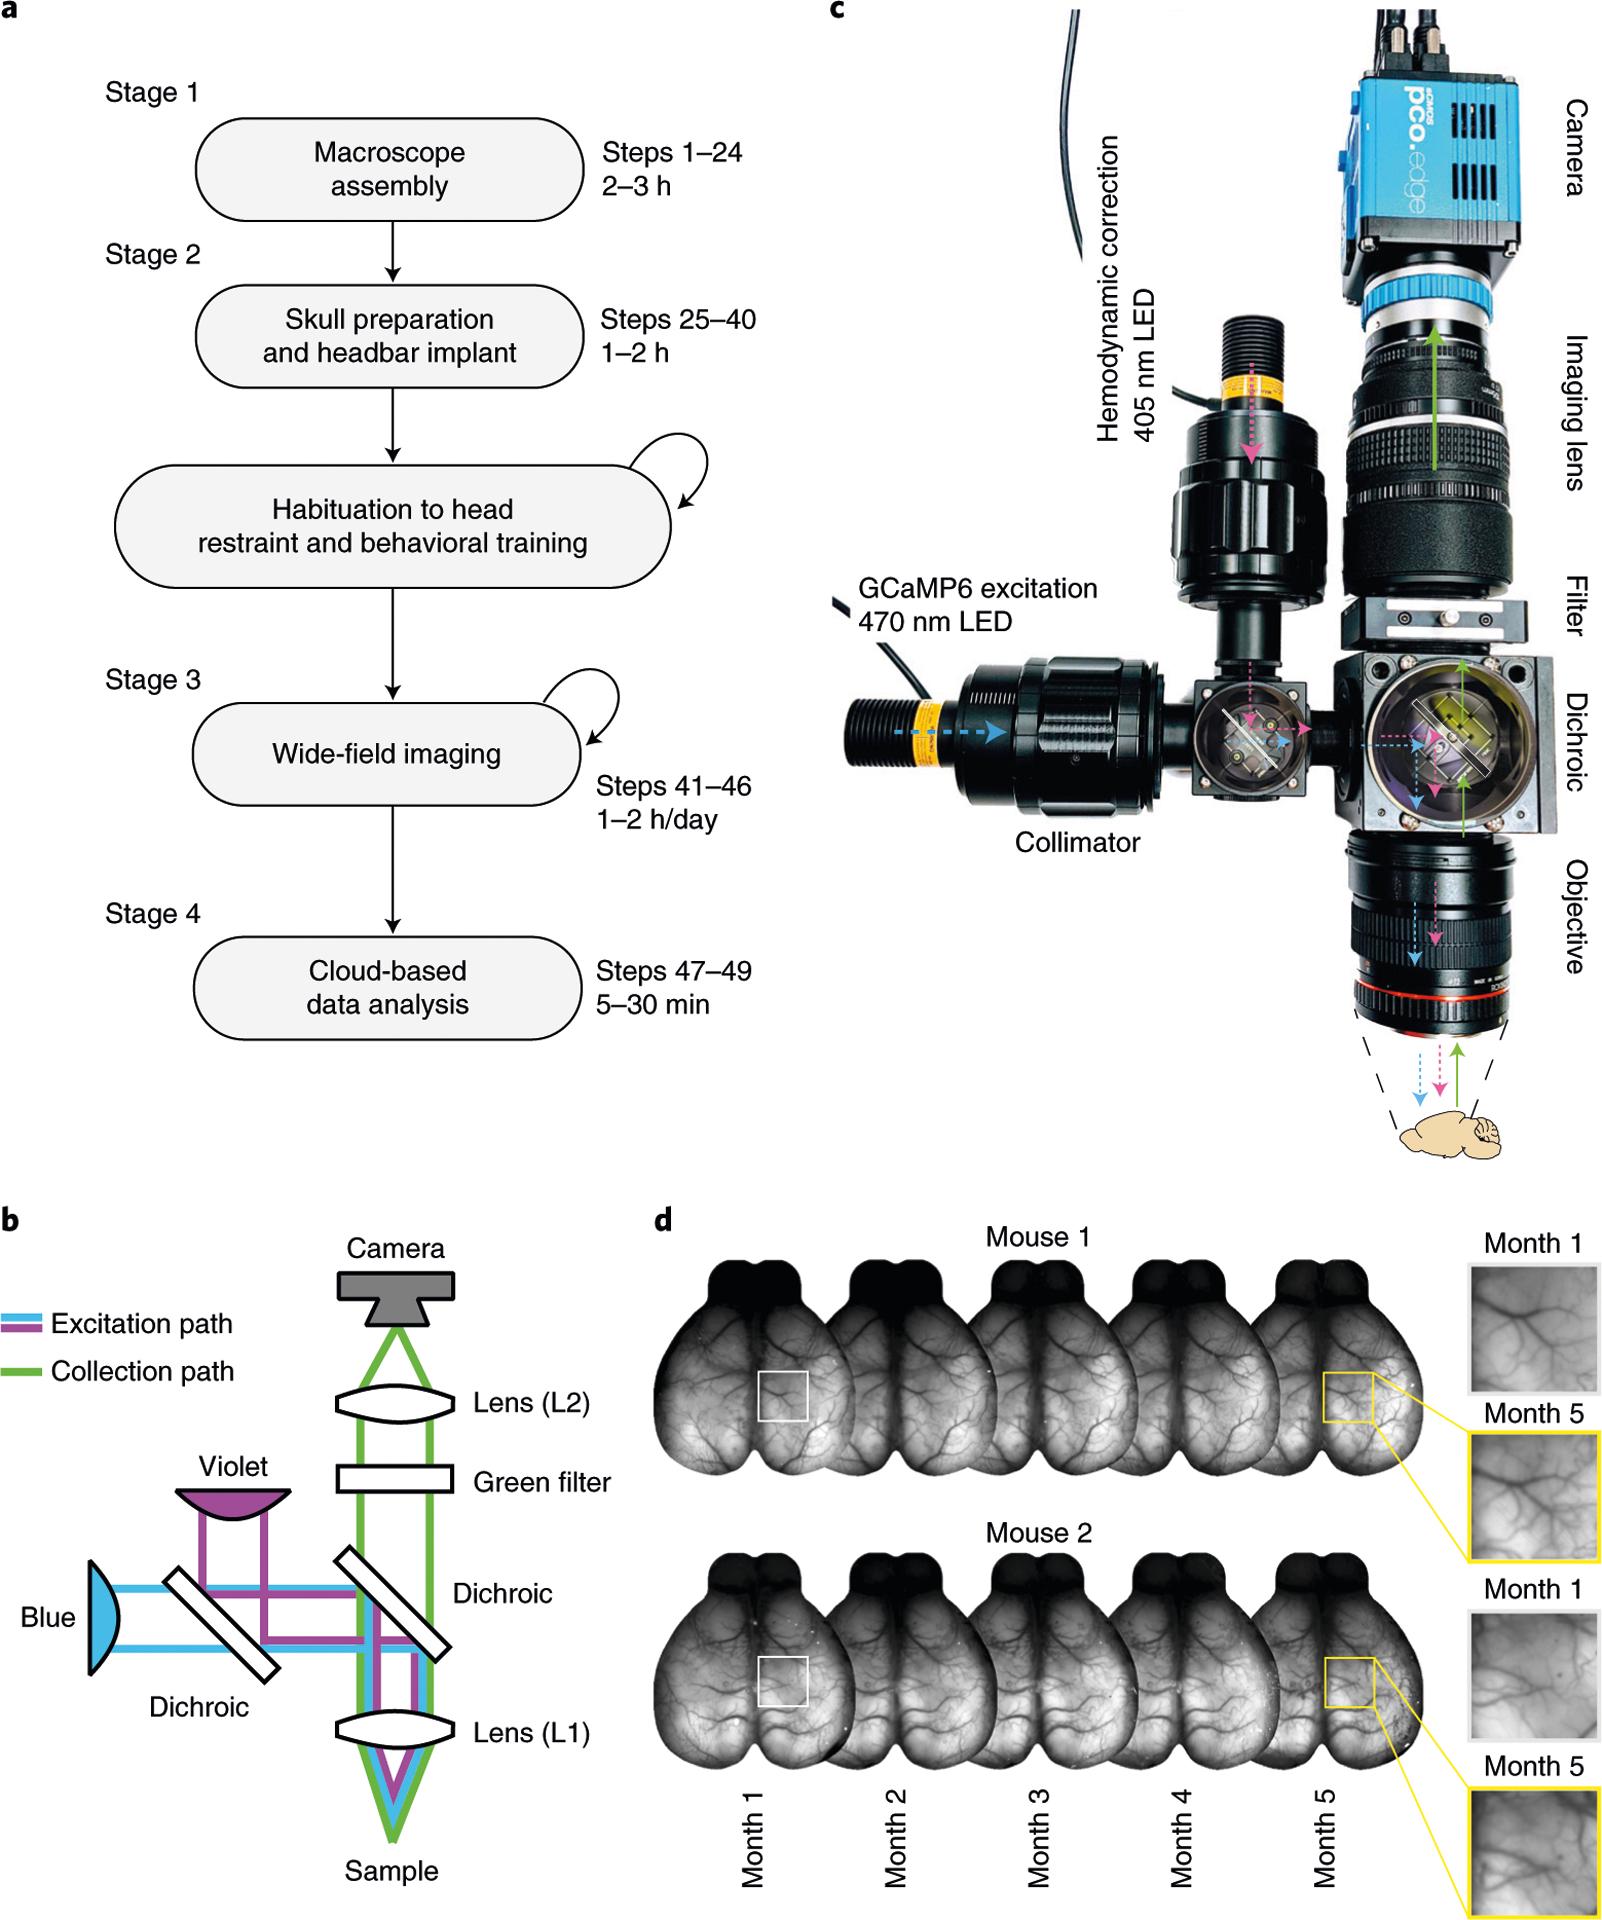 a
Stage 1
Macroscope
assembly
Steps 1–24
2–3 h
Stage 2
Skull preparation
and headbar implant
Steps 25–40
1–2 h
Habituation to head
restraint and behavioral training
Stage 3
Wide-field imaging
Steps 41–46
1–2 h/day
Stage 4
Cloud-based
data analysis
Steps 47–49
5–30 min
b
Camera
Excitation path
Collection path
Lens (L2)
Violet
Green filter
Dichroic
Blue
Dichroic
Lens (L1)
Sample
c
Camera
sCMOS
pco.edge
Hemodynamic correction
405 nm LED
Imaging lens
GCaMP6 excitation
470 nm LED
Filter
Dichroic
Collimator
Objective
d
Mouse 1
Month 1
Month 5
Mouse 2
Month 1
Month 5
Month 1
Month 2
Month 3
Month 4
Month 5